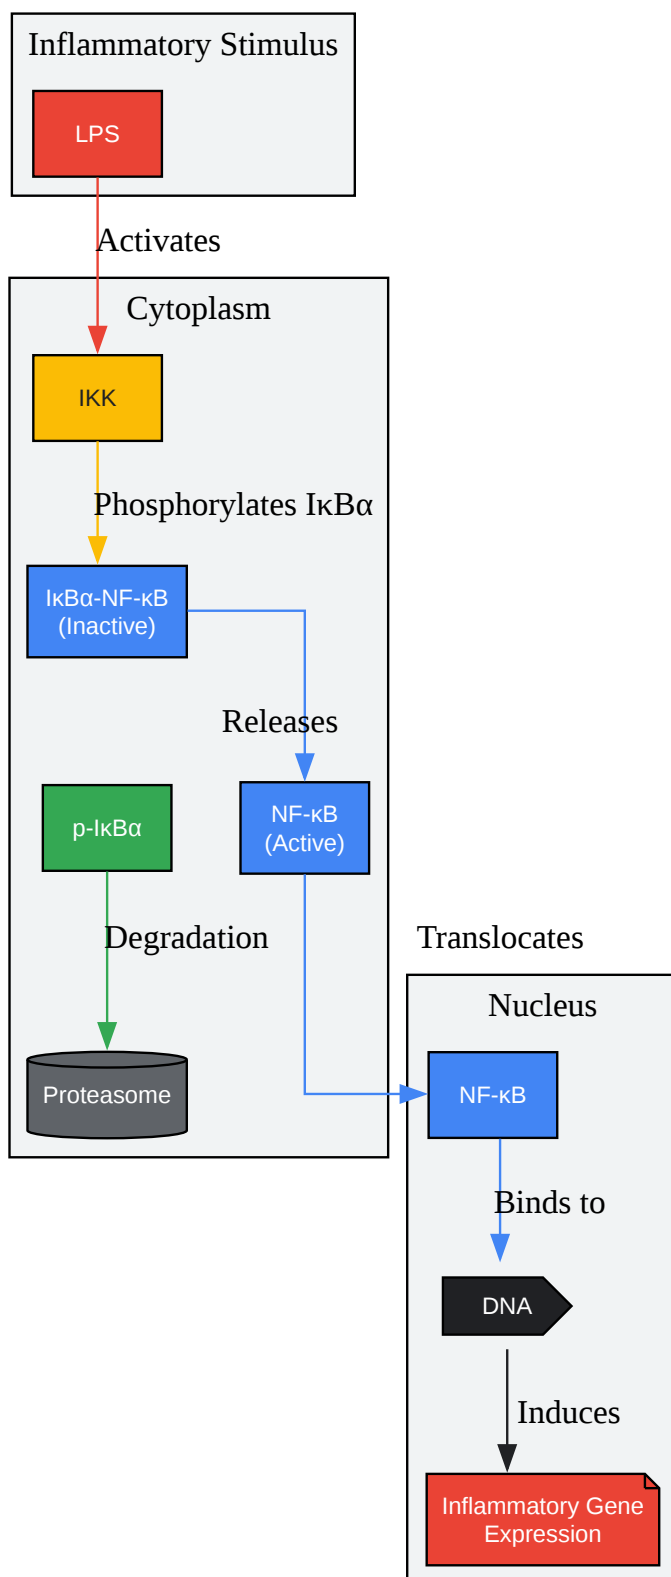 Inflammatory Stimulus
LPS
Activates
Cytoplasm
IKK
Phosphorylates IκBα
IκBα-NF-κB
(Inactive)
Releases
p-IκBα
NF-κB
(Active)
Degradation
Translocates
Nucleus
Proteasome
NF-κB
Binds to
DNA
Induces
Inflammatory Gene
Expression